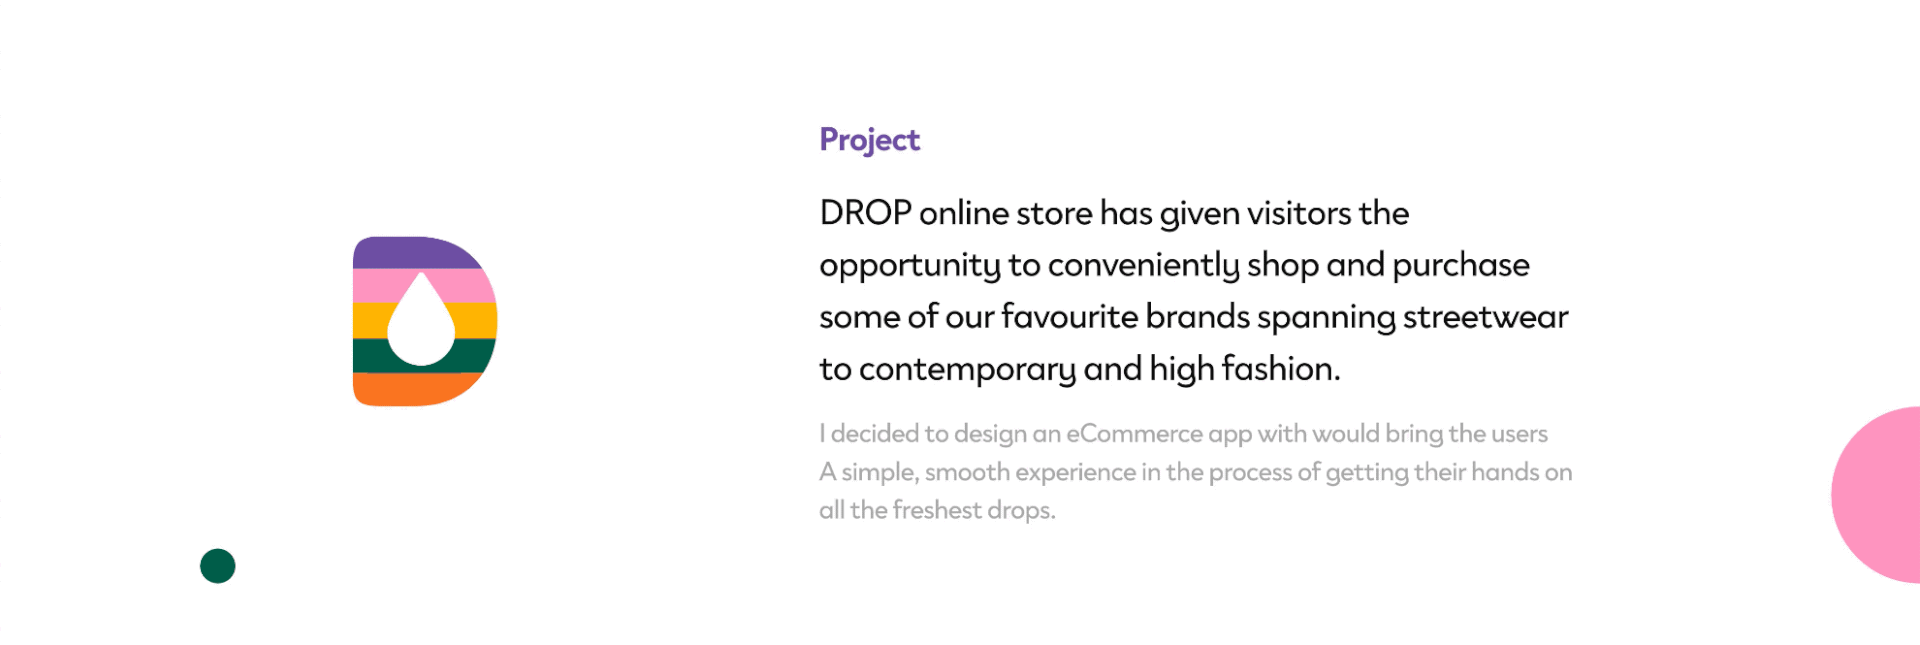 Project
DROP online store has given visitors the
opportunity to conveniently shop and purchase
some of our favourite brands spanning streetwear
to contemporary and high fashion.
I decided to design an eCommerce app with would bring the users
A simple, smooth experience in the process of getting their hands on
all the freshest drops.